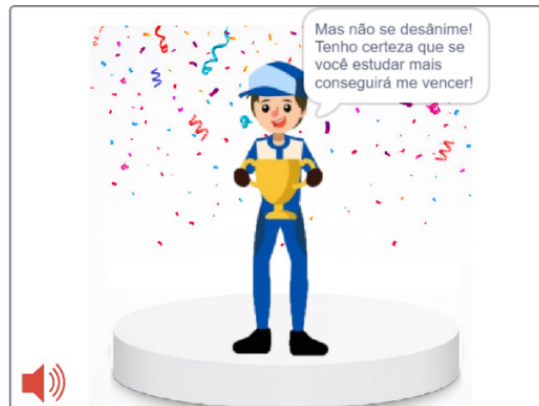 Mas não se desânime!
Tenho certeza que se
você estudar mais
conseguirá me vencer!